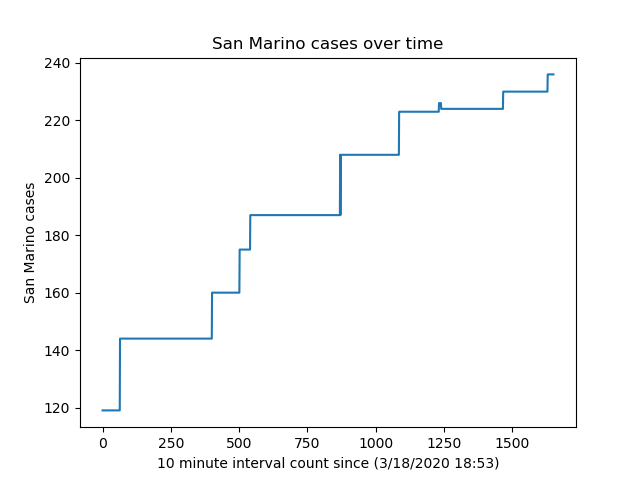 San Marino cases over time
240
220
200
180
160
140
120
San Marino cases
0 250 500 750 1000 1250 1500
10 minute interval count since (3/18/2020 18:53)